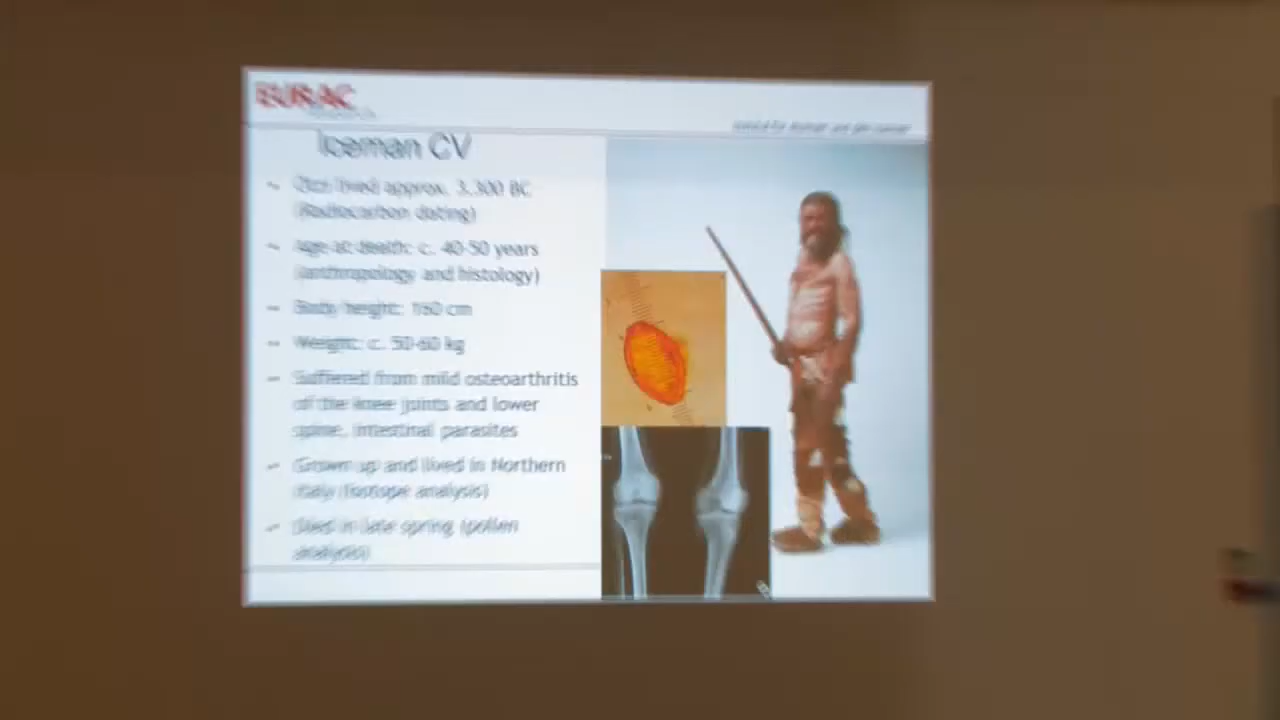 EURAC
Iceman CV
Ötzi lived approx. 3.300 BC
(Radiocarbon dating)
Age at death: c. 40-50 years
(anthropology and histology)
Body height: 160 cm
Weight: c. 50-60 kg
Suffered from mild osteoarthritis
of the knee joints and lower
spine, intestinal parasites
Grown up and lived in Northern
Italy (isotope analysis)
Died in late spring (pollen
analysis)